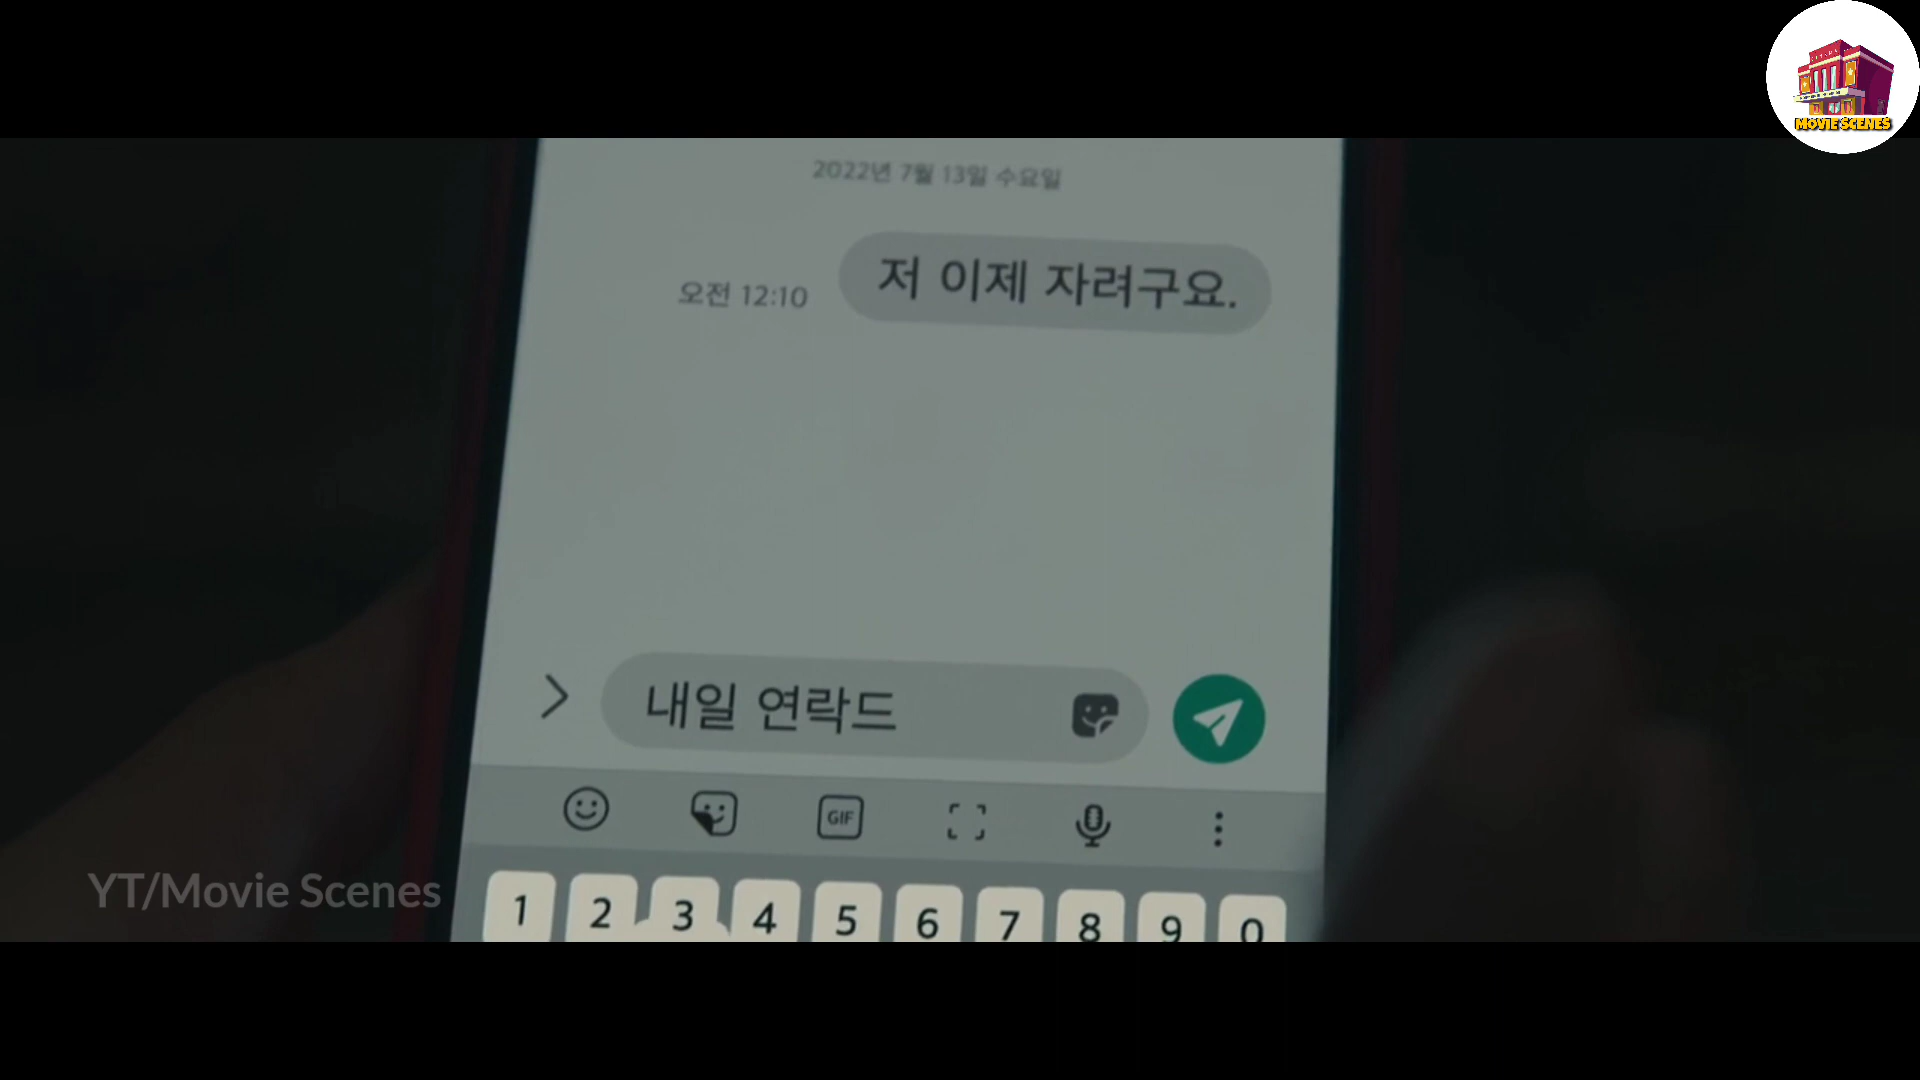 MOVIE SCENES
2022년 7월 13일 수요일
오전 12:10
저 이제 자려구요.
내일 연락드
GIF
YT/Movie Scenes
1 2 3 4 5 6 7 8 9 0